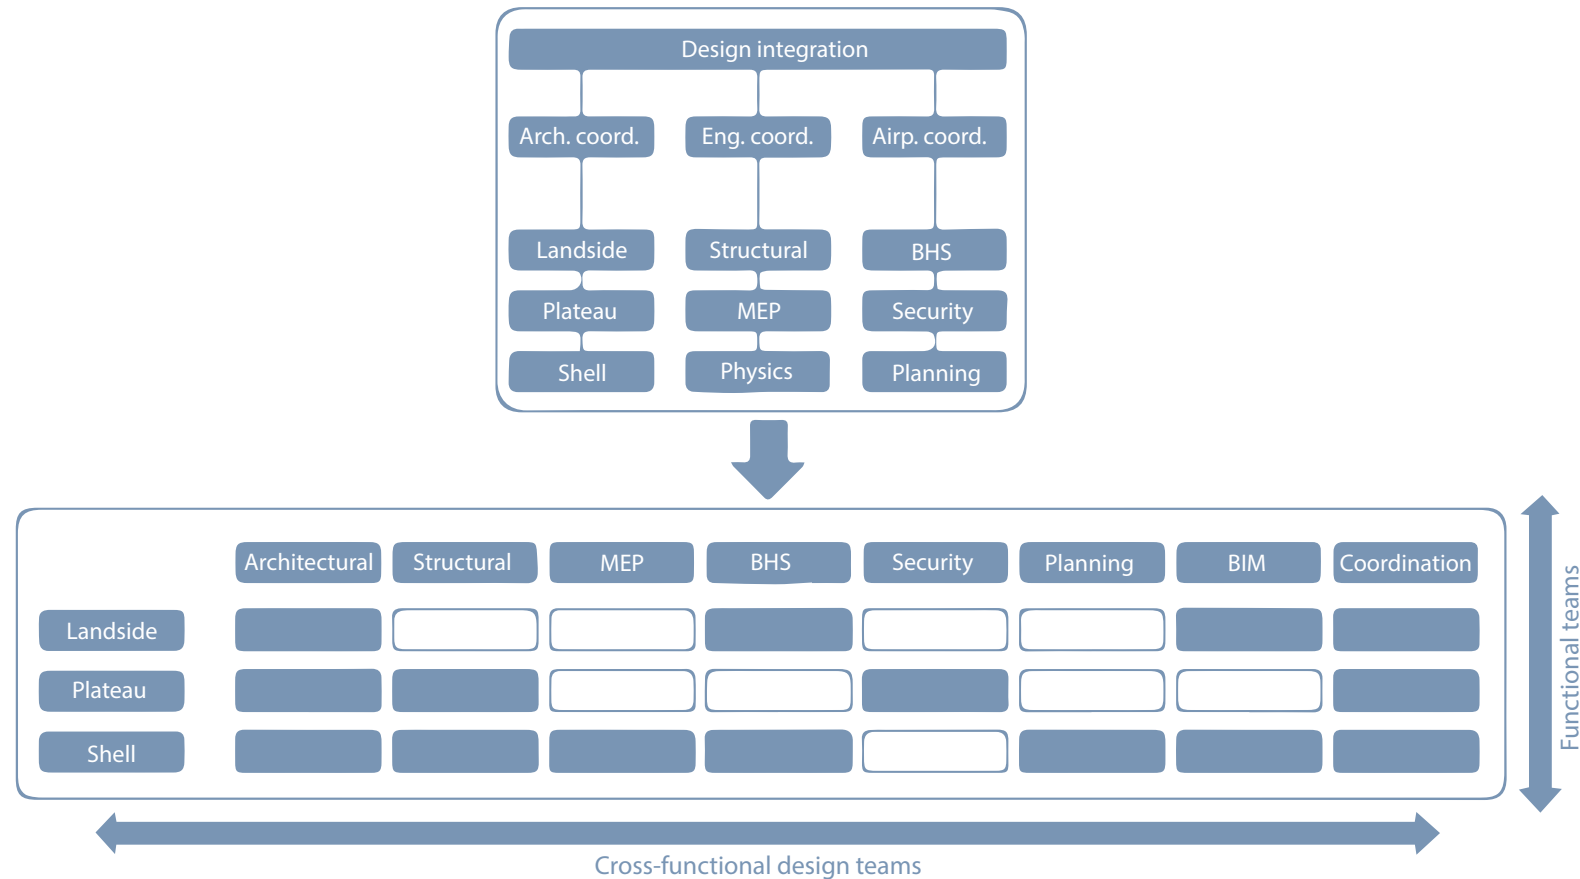 Design integration
Arch. coord.
Eng. coord.
Airp. coord.
Landside
Structural
BHS
Plateau
MEP
Security
Shell
Physics
Planning
Architectural
Structural
MEP
BHS
Security
Planning
BIM
Coordination
Landside
Plateau
Shell
Functional teams
Cross-functional design teams